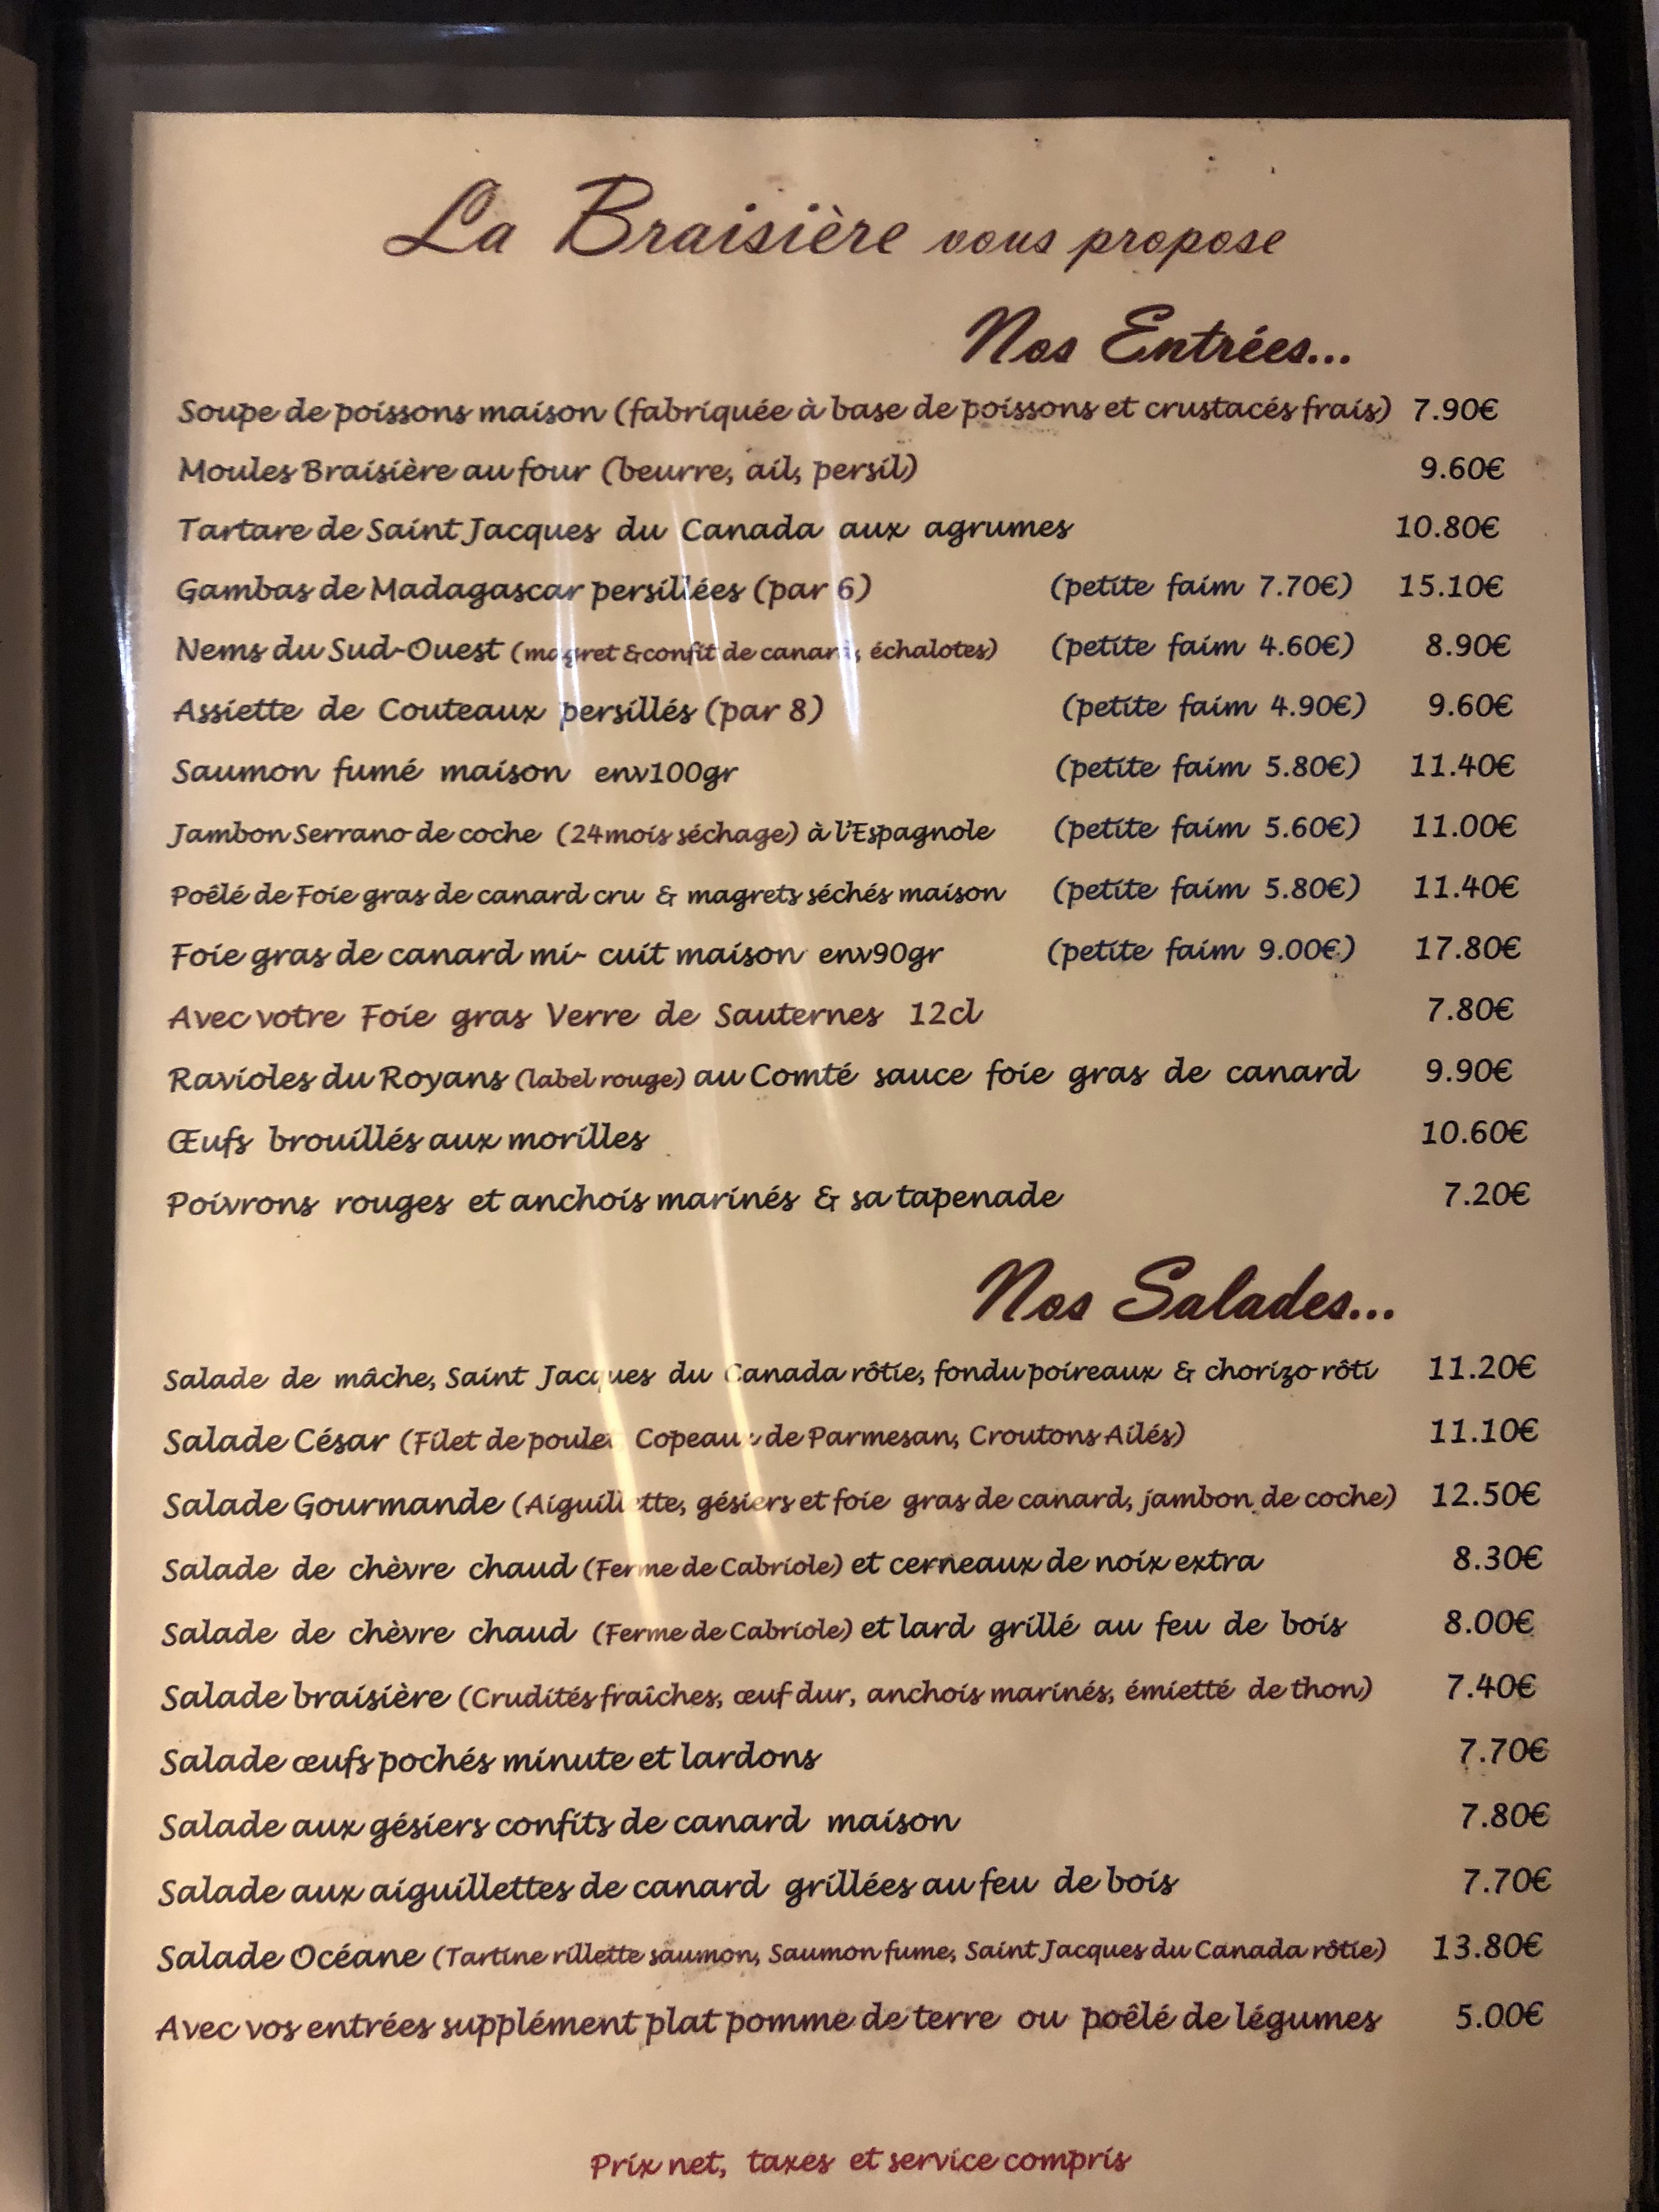 La Braisière vous propose
Nos Entrées...
Soupe de poissons maison (fabriquée à base de poissons et crustacés frais) 7.90€
Moules Braisière au four (beurre, ail, persil) 9.60€
Tartare de Saint Jacques du Canada aux agrumes 10.80€
Gambas de Madagascar persillées (par 6) (petite faim 7.70€) 15.10€
Nems du Sud-Ouest (magret & confit de canard, échalotes) (petite faim 4.60€) 8.90€
Assiette de Couteaux persillés (par 8) (petite faim 4.90€) 9.60€
Saumon fumé maison env100gr (petite faim 5.80€) 11.40€
Jambon Serrano de coche (24mois séchage) à l'Espagnole (petite faim 5.60€) 11.00€
Poêlé de Foie gras de canard cru & magrets séchés maison (petite faim 5.80€) 11.40€
Foie gras de canard mi- cuit maison env90gr (petite faim 9.00€) 17.80€
Avec votre Foie gras Verre de Sauternes 12cl 7.80€
Ravioles du Royans (label rouge) au Comté sauce foie gras de canard 9.90€
Œufs brouillés aux morilles 10.60€
Poivrons rouges et anchois marinés & sa tapenade 7.20€
Nos Salades...
Salade de mâche, Saint Jacques du Canada rôtie, fondu poireaux & chorizo rôti 11.20€
Salade César (Filet de poulet, Copeaux de Parmesan, Croutons Ailés) 11.10€
Salade Gourmande (Aiguillette, gésiers et foie gras de canard, jambon de coche) 12.50€
Salade de chèvre chaud (Ferme de Cabriole) et cerneaux de noix extra 8.30€
Salade de chèvre chaud (Ferme de Cabriole) et lard grillé au feu de bois 8.00€
Salade braisière (Crudités fraîches, œuf dur, anchois marinés, émietté de thon) 7.40€
Salade œufs pochés minute et lardons 7.70€
Salade aux gésiers confits de canard maison 7.80€
Salade aux aiguillettes de canard grillées au feu de bois 7.70€
Salade Océane (Tartine rillette saumon, Saumon fume, Saint Jacques du Canada rôtie) 13.80€
Avec vos entrées supplément plat pomme de terre ou poêlé de légumes 5.00€
Prix net, taxes et service compris